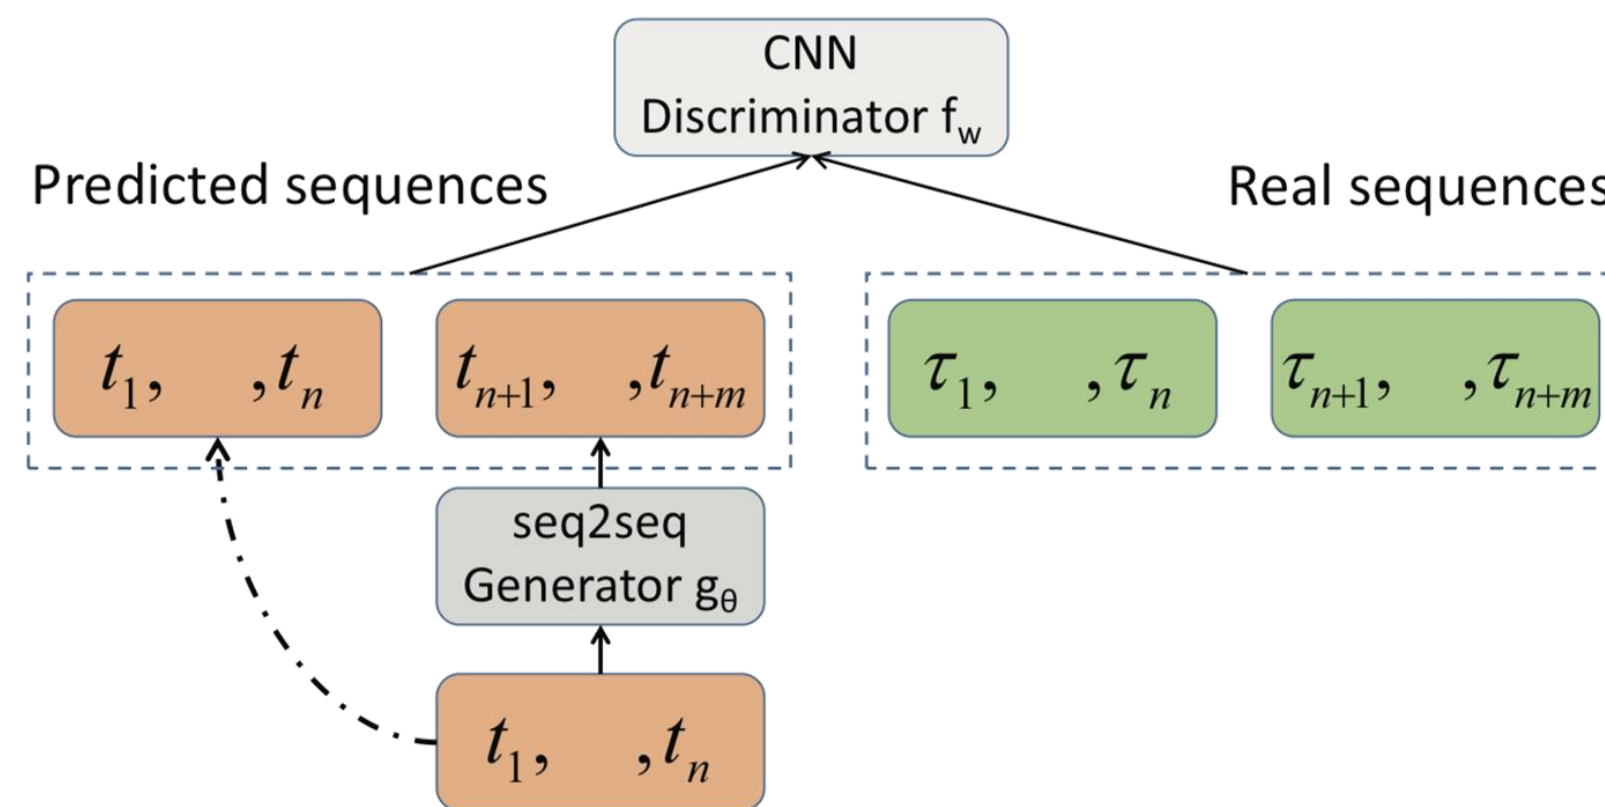 CNN
Discriminator f_w
Predicted sequences
Real sequences
t_1, ,t_n
t_{n+1}, ,t_{n+m}
τ_1, ,τ_n
τ_{n+1}, ,τ_{n+m}
seq2seq
Generator g_θ
t_1, ,t_n